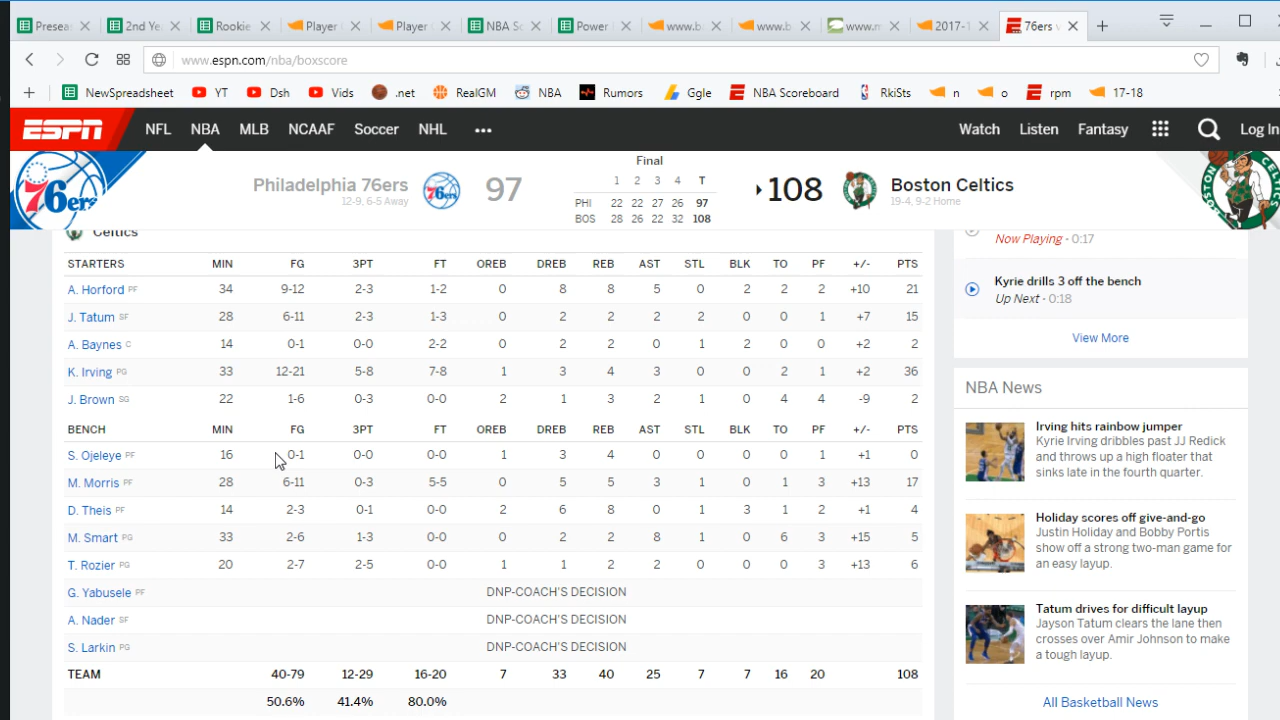 Preseas 2nd Ye Rookie Player Player NBA Sc Power www.b www.b www.m 2017-1 76ers v
www.espn.com/nba/boxscore
NewSpreadsheet YT Dsh Vids .net RealGM NBA Rumors Ggle NBA Scoreboard RkiSts n o rpm 17-18
ESPN NFL NBA MLB NCAAF Soccer NHL Watch Listen Fantasy Log In
Final
1 2 3 4 T
Philadelphia 76ers 97 108 Boston Celtics
12-9, 6-5 Away 19-4, 9-2 Home
PHI 22 22 27 26 97
BOS 28 26 22 32 108
Celtics
STARTERS MIN FG 3PT FT OREB DREB REB AST STL BLK TO PF +/- PTS
A. Horford PF 34 9-12 2-3 1-2 0 8 8 5 0 2 2 2 +10 21
J. Tatum SF 28 6-11 2-3 1-3 0 2 2 2 2 0 0 1 +7 15
A. Baynes C 14 0-1 0-0 2-2 0 2 2 0 1 2 0 0 +2 2
K. Irving PG 33 12-21 5-8 7-8 1 3 4 3 0 0 2 1 +2 36
J. Brown SG 22 1-6 0-3 0-0 2 1 3 2 1 0 4 4 -9 2
BENCH MIN FG 3PT FT OREB DREB REB AST STL BLK TO PF +/- PTS
S. Ojeleye PF 16 0-1 0-0 0-0 1 3 4 0 0 0 0 1 +1 0
M. Morris PF 28 6-11 0-3 5-5 0 5 5 3 1 0 1 3 +13 17
D. Theis PF 14 2-3 0-1 0-0 2 6 8 0 1 3 1 2 +1 4
M. Smart PG 33 2-6 1-3 0-0 0 2 2 8 1 0 6 3 +15 5
T. Rozier PG 20 2-7 2-5 0-0 1 1 2 2 0 0 0 3 +13 6
G. Yabusele PF DNP-COACH'S DECISION
A. Nader SF DNP-COACH'S DECISION
S. Larkin PG DNP-COACH'S DECISION
TEAM 40-79 12-29 16-20 7 33 40 25 7 7 16 20 108
50.6% 41.4% 80.0%
Now Playing - 0:17
Kyrie drills 3 off the bench
Up Next - 0:18
View More
NBA News
Irving hits rainbow jumper
Kyrie Irving dribbles past JJ Redick
and throws up a high floater that
sinks late in the fourth quarter.
Holiday scores off give-and-go
Justin Holiday and Bobby Portis
show off a strong two-man game for
an easy layup.
Tatum drives for difficult layup
Jayson Tatum clears the lane then
crosses over Amir Johnson to make
a tough layup.
All Basketball News